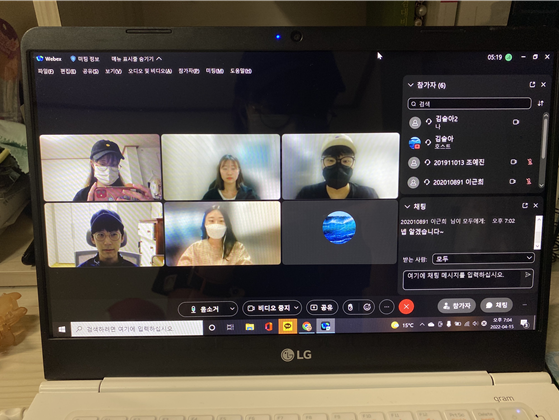 Webex
미팅 정보
메뉴 표시줄 숨기기
05:19
파일(F)
편집(E)
공유(S)
보기(V)
오디오 및 비디오(A)
참가자(P)
미팅(M)
도움말(H)
참가자 (6)
검색
김슬아2
나
김슬아
호스트
201911013 조예진
202010891 이근희
채팅
202010891 이근희 님이 모두에게: 오후 7:02
넵 알겠습니다~
받는 사람: 모두
여기에 채팅 메시지를 입력하십시오.
음소거
비디오 중지
공유
참가자
채팅
검색하려면 여기에 입력하십시오.
15°C
오후 7:04
2022-04-15
LG
gram